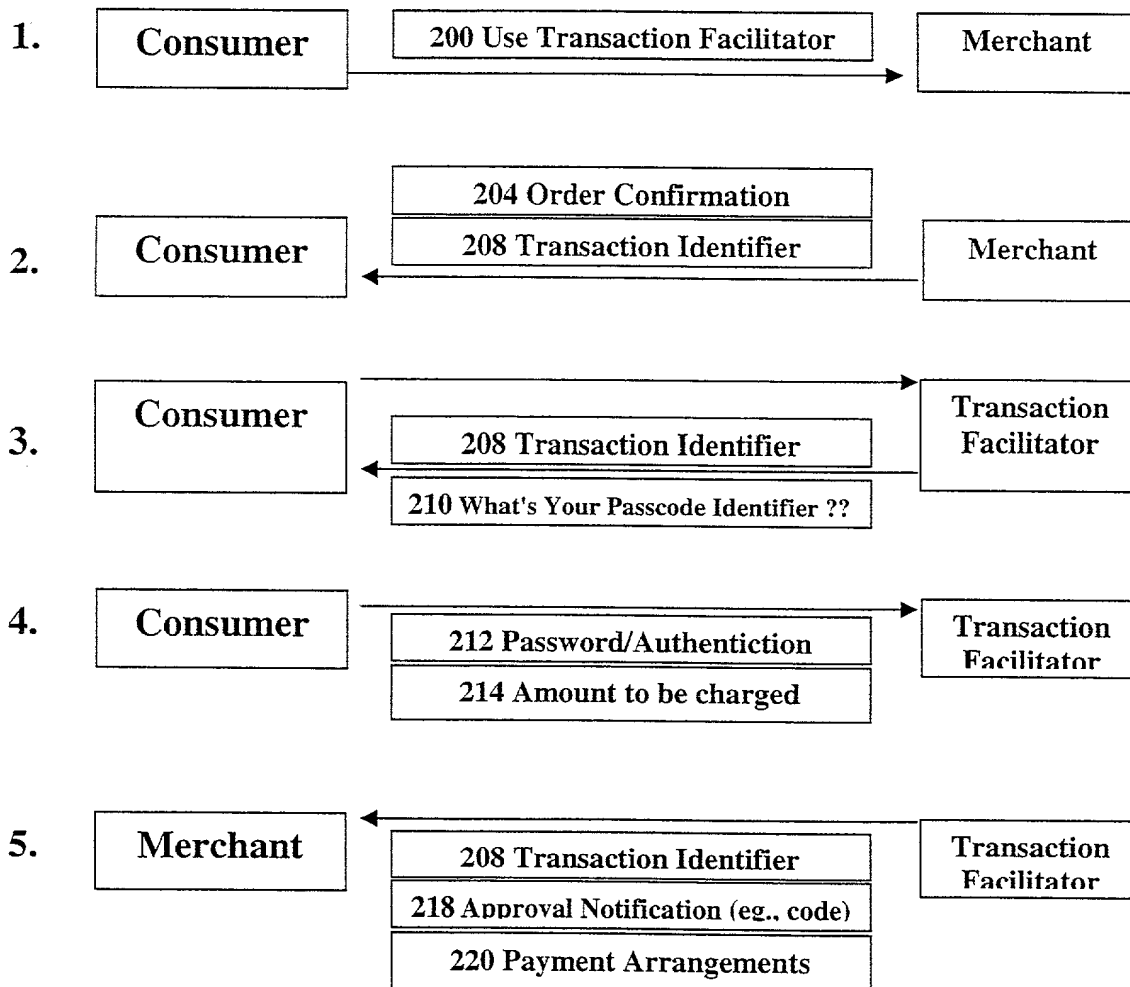 1.
Consumer
200 Use Transaction Facilitator
Merchant
2.
Consumer
204 Order Confirmation
208 Transaction Identifier
Merchant
3.
Consumer
208 Transaction Identifier
210 What's Your Passcode Identifier ??
Transaction
Facilitator
4.
Consumer
212 Password/Authentiction
214 Amount to be charged
Transaction
Facilitator
5.
Merchant
208 Transaction Identifier
218 Approval Notification (eg., code)
220 Payment Arrangements
Transaction
Facilitator